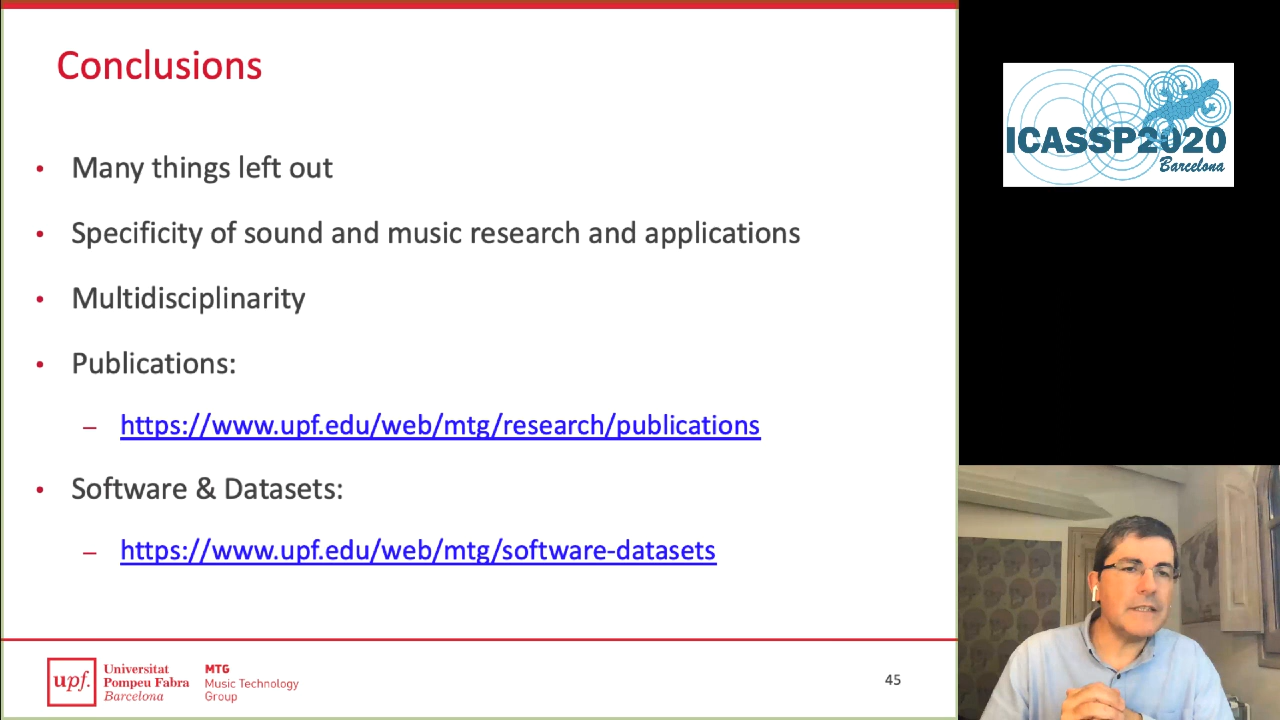 Conclusions
• Many things left out
• Specificity of sound and music research and applications
• Multidisciplinarity
• Publications:
– https://www.upf.edu/web/mtg/research/publications
• Software & Datasets:
– https://www.upf.edu/web/mtg/software-datasets
upf.
Universitat
Pompeu Fabra
Barcelona
MTG
Music Technology
Group
45
ICASSP2020
Barcelona